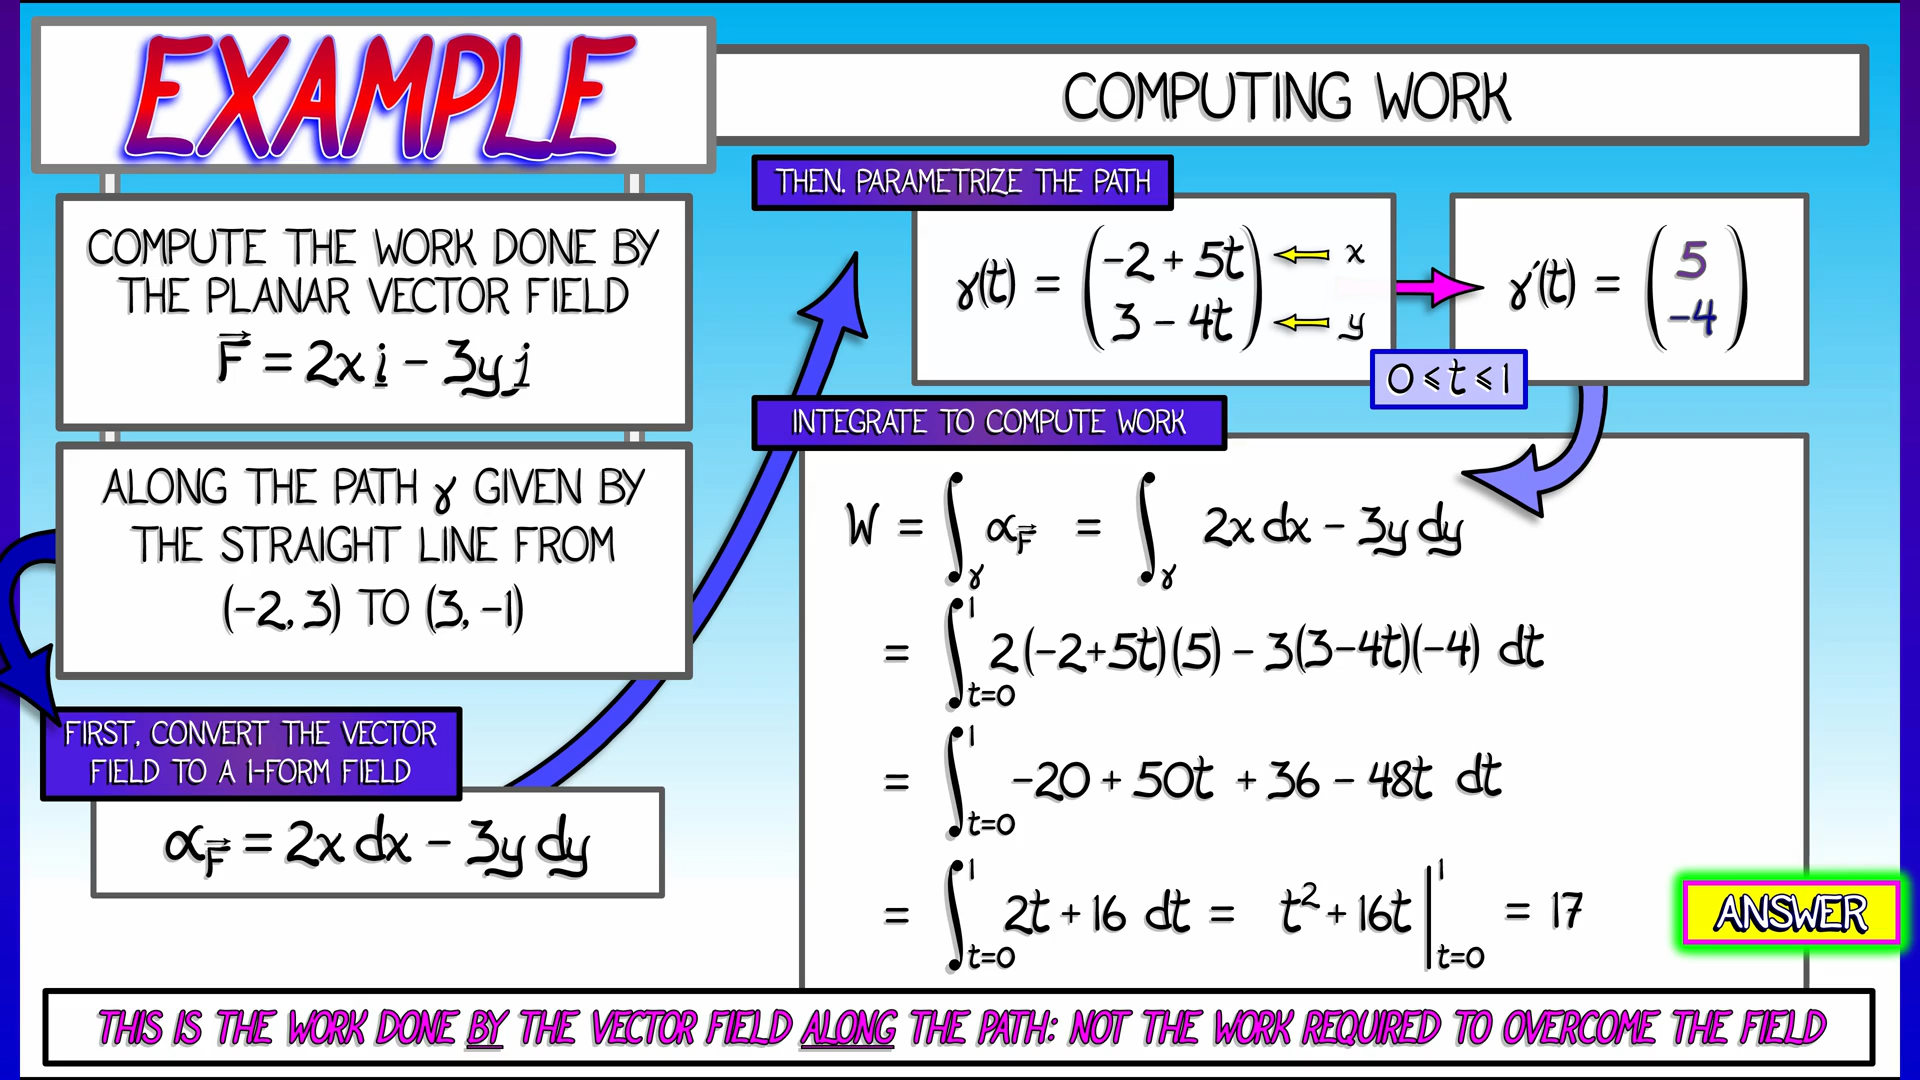 EXAMPLE
COMPUTING WORK
COMPUTE THE WORK DONE BY
THE PLANAR VECTOR FIELD
F⃗ = 2x i − 3y j
ALONG THE PATH γ GIVEN BY
THE STRAIGHT LINE FROM
(−2, 3) TO (3, −1)
FIRST, CONVERT THE VECTOR
FIELD TO A 1-FORM FIELD
α_F⃗ = 2x dx − 3y dy
THEN. PARAMETRIZE THE PATH
γ(t) = (−2 + 5t ← x
3 − 4t) ← y
γ′(t) = (5
−4)
0 ⩽ t ⩽ 1
INTEGRATE TO COMPUTE WORK
W = ∫_γ α_F⃗ = ∫_γ 2x dx − 3y dy
= ∫_{t=0}^1 2(−2+5t)(5) − 3(3−4t)(−4) dt
= ∫_{t=0}^1 −20 + 50t + 36 − 48t dt
= ∫_{t=0}^1 2t + 16 dt = t² + 16t |_{t=0}^1 = 17
ANSWER
THIS IS THE WORK DONE BY THE VECTOR FIELD ALONG THE PATH: NOT THE WORK REQUIRED TO OVERCOME THE FIELD